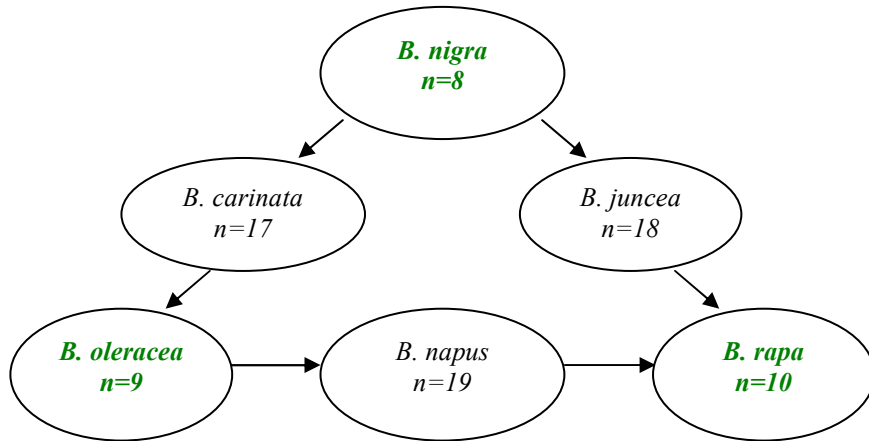 B. nigra
n=8
B. carinata
n=17
B. juncea
n=18
B. oleracea
n=9
B. napus
n=19
B. rapa
n=10